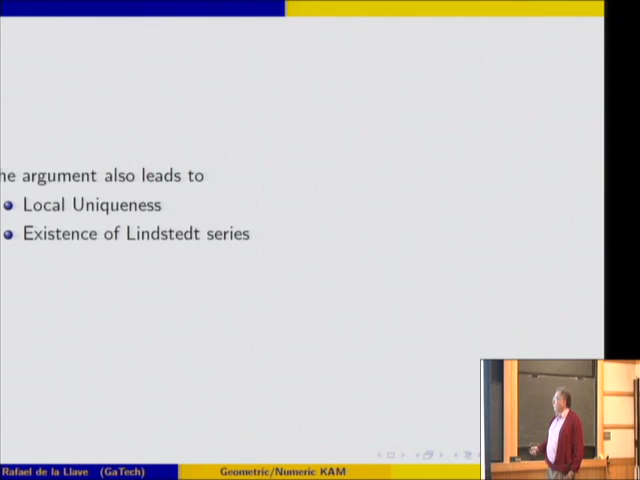 he argument also leads to
Local Uniqueness
Existence of Lindstedt series
Rafael de la Llave (GaTech)
Geometric/Numeric KAM